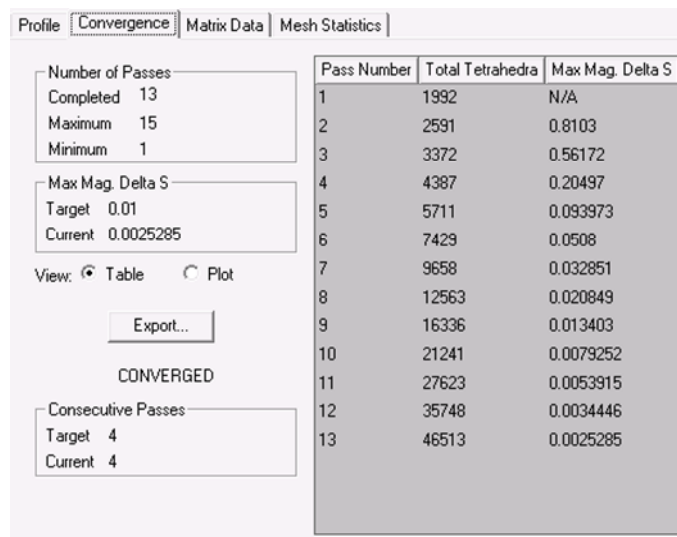 Profile Convergence Matrix Data Mesh Statistics
Number of Passes
Completed 13
Maximum 15
Minimum 1
Max Mag. Delta S
Target 0.01
Current 0.0025285
View: Table Plot
Export...
CONVERGED
Consecutive Passes
Target 4
Current 4
Pass Number Total Tetrahedra Max Mag. Delta S
1 1992 N/A
2 2591 0.8103
3 3372 0.56172
4 4387 0.20497
5 5711 0.093973
6 7429 0.0508
7 9658 0.032851
8 12563 0.020849
9 16336 0.013403
10 21241 0.0079252
11 27623 0.0053915
12 35748 0.0034446
13 46513 0.0025285